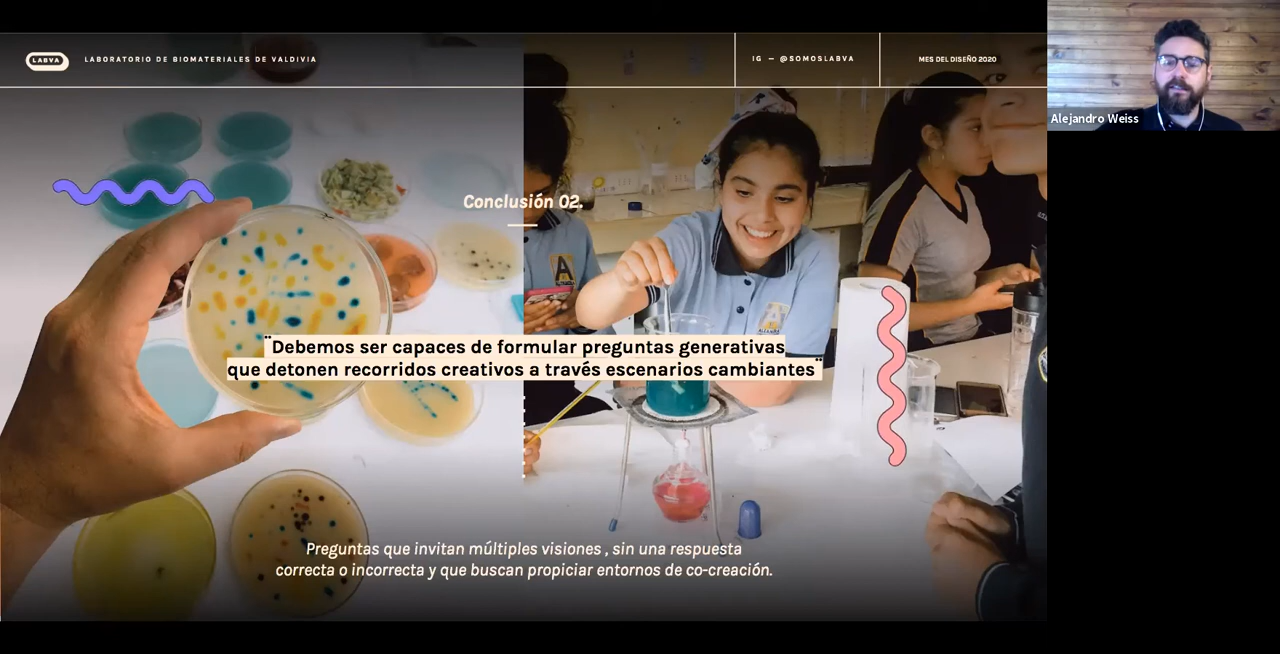 LABVA
LABORATORIO DE BIOMATERIALES DE VALDIVIA
IG — @SOMOSLABVA
MES DEL DISEÑO 2020
Alejandro Weiss
Conclusión 02.
¨Debemos ser capaces de formular preguntas generativas
que detonen recorridos creativos a través escenarios cambiantes¨
Preguntas que invitan múltiples visiones , sin una respuesta
correcta o incorrecta y que buscan propiciar entornos de co-creación.